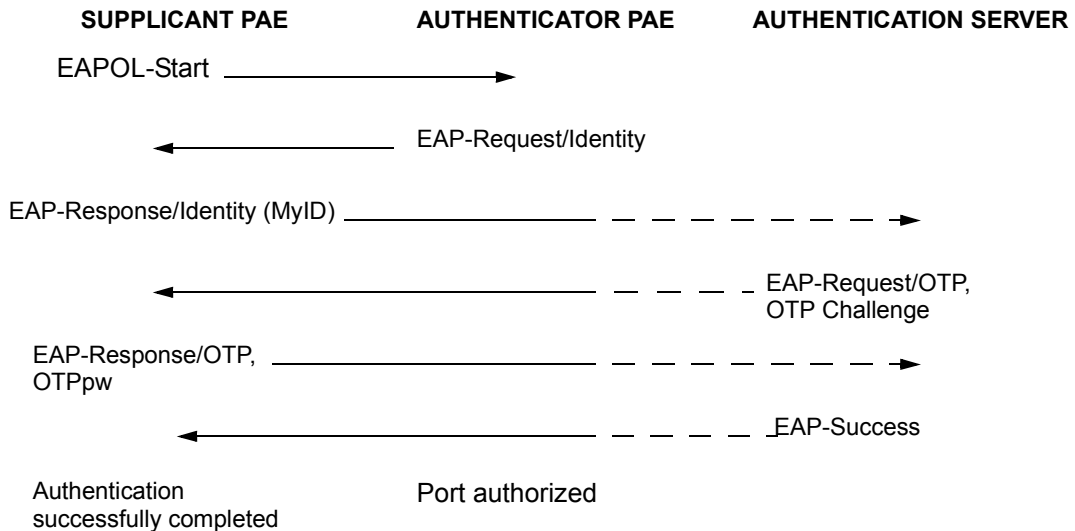 SUPPLICANT PAE
AUTHENTICATOR PAE
AUTHENTICATION SERVER
EAPOL-Start
EAP-Request/Identity
EAP-Response/Identity (MyID)
EAP-Request/OTP,
OTP Challenge
EAP-Response/OTP,
OTPpw
EAP-Success
Authentication
successfully completed
Port authorized